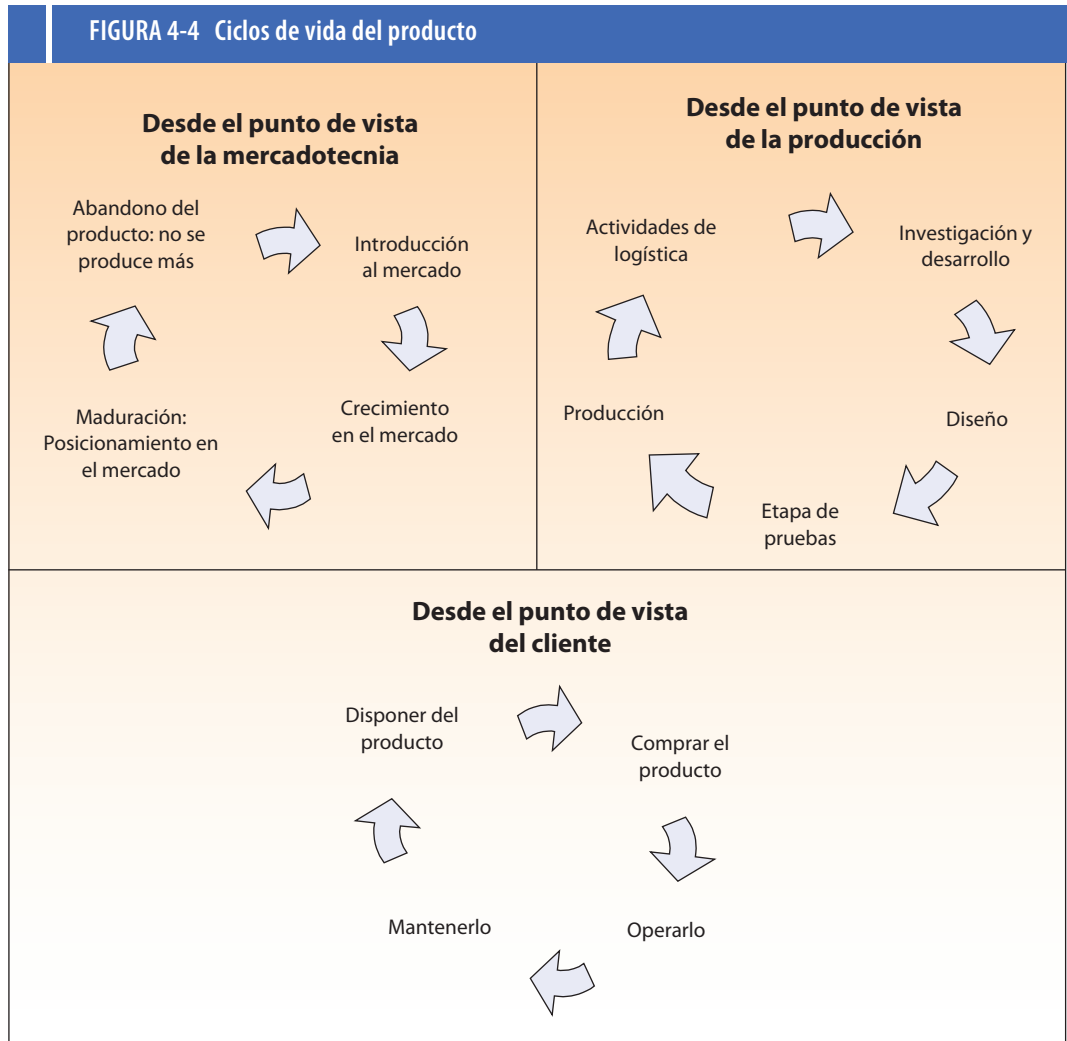 FIGURA 4-4 Ciclos de vida del producto
Desde el punto de vista
de la mercadotecnia
Abandono del
producto: no se
produce más
Introducción
al mercado
Crecimiento
en el mercado
Maduración:
Posicionamiento en
el mercado
Desde el punto de vista
de la producción
Actividades de
logística
Investigación y
desarrollo
Diseño
Etapa de
pruebas
Producción
Desde el punto de vista
del cliente
Disponer del
producto
Comprar el
producto
Operarlo
Mantenerlo